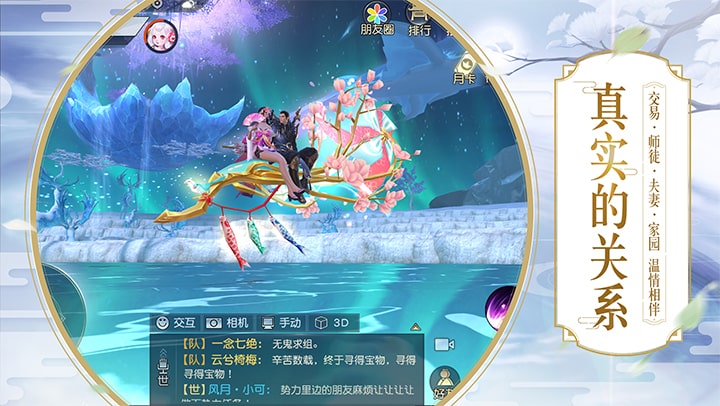 朋友圈
排行
月卡
真实的关系
《交易·师徒·夫妻·家园 温情相伴》
交互 相机 手动 3D
【队】一念七绝：无鬼求组。
【队】云兮椅梅：辛苦数载，终于寻得宝物，寻得
寻得宝物！
【世】风月·小可：势力里边的朋友麻烦让让让让
世